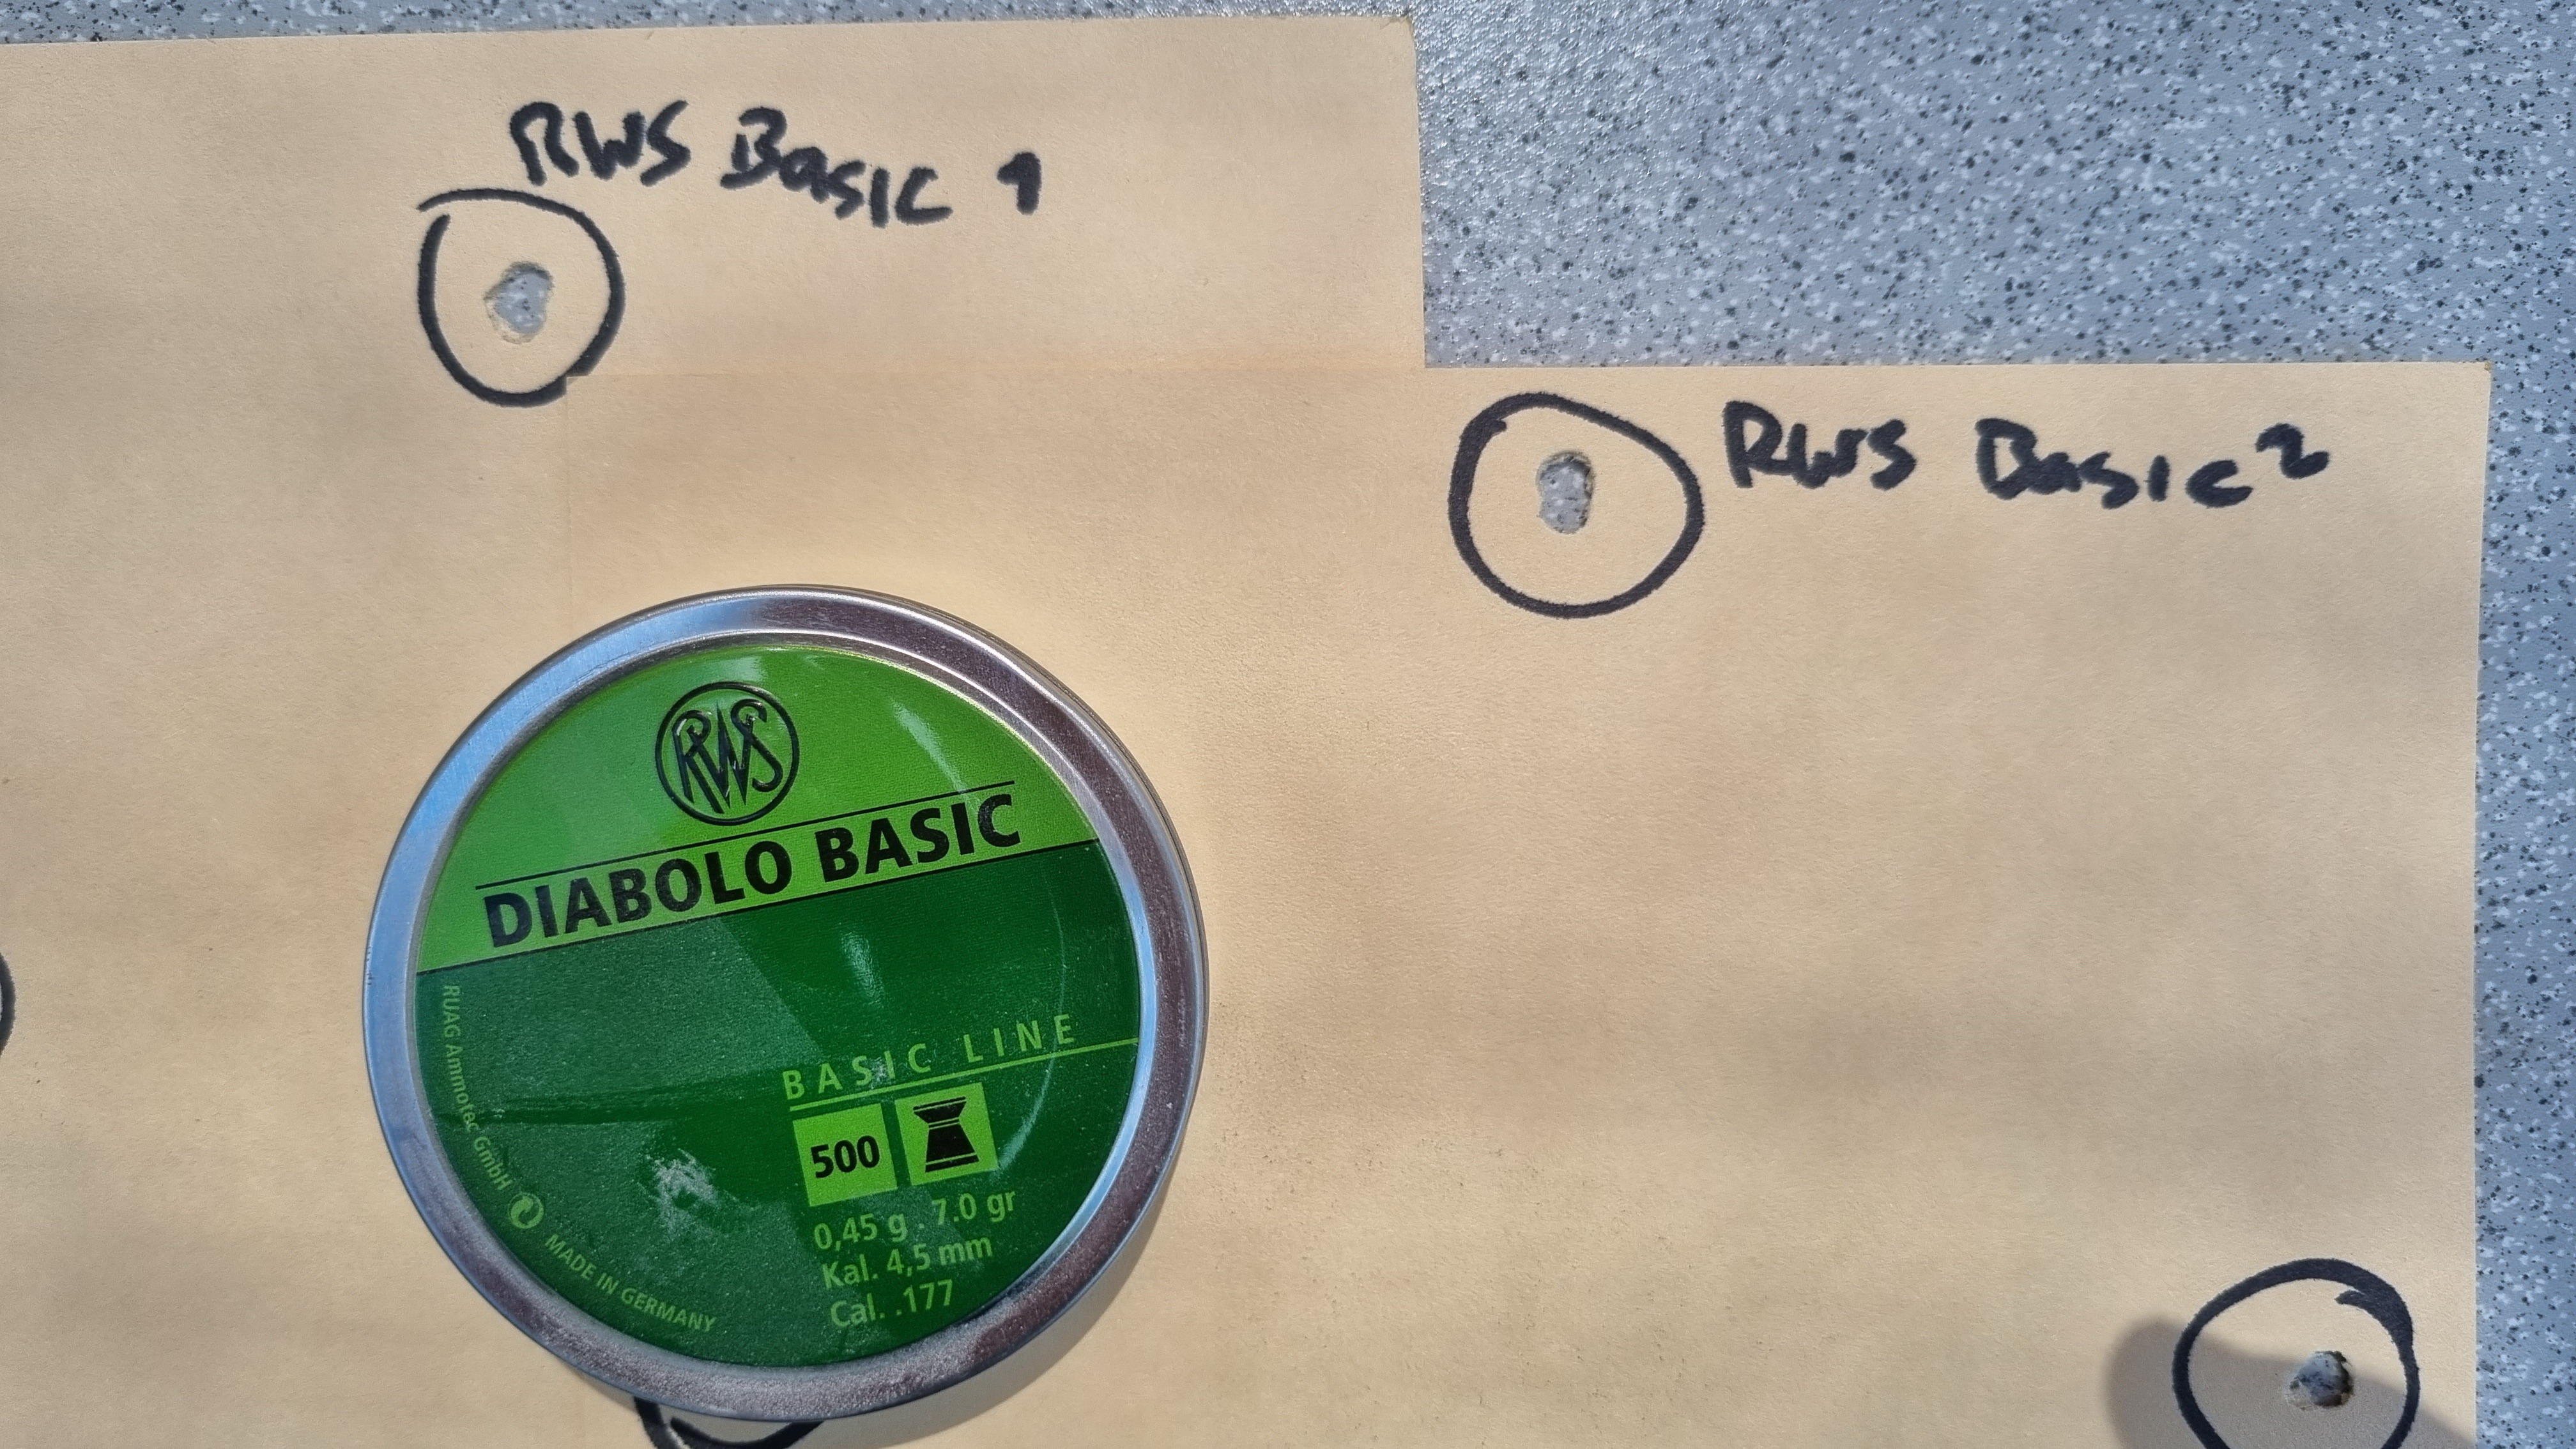 RWS Basic 1
RWS Basic 2
RWS
DIABOLO BASIC
BASIC LINE
500
0,45 g . 7.0 gr
Kal. 4,5 mm
Cal. .177
RUAG Ammotec GmbH
MADE IN GERMANY